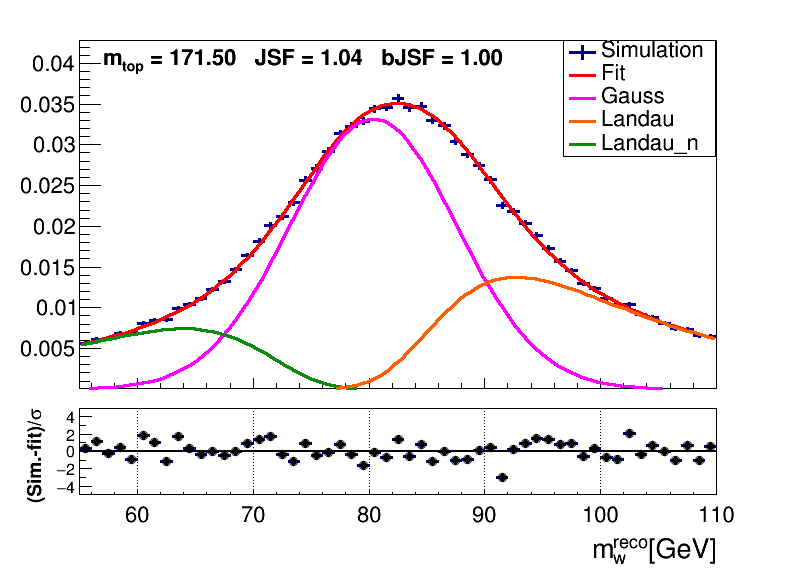 m_top = 171.50 JSF = 1.04 bJSF = 1.00
Simulation
Fit
Gauss
Landau
Landau_n
0.04
0.035
0.03
0.025
0.02
0.015
0.01
0.005
(Sim.-fit)/σ
4
2
0
−2
−4
60 70 80 90 100 110
m_w^reco[GeV]